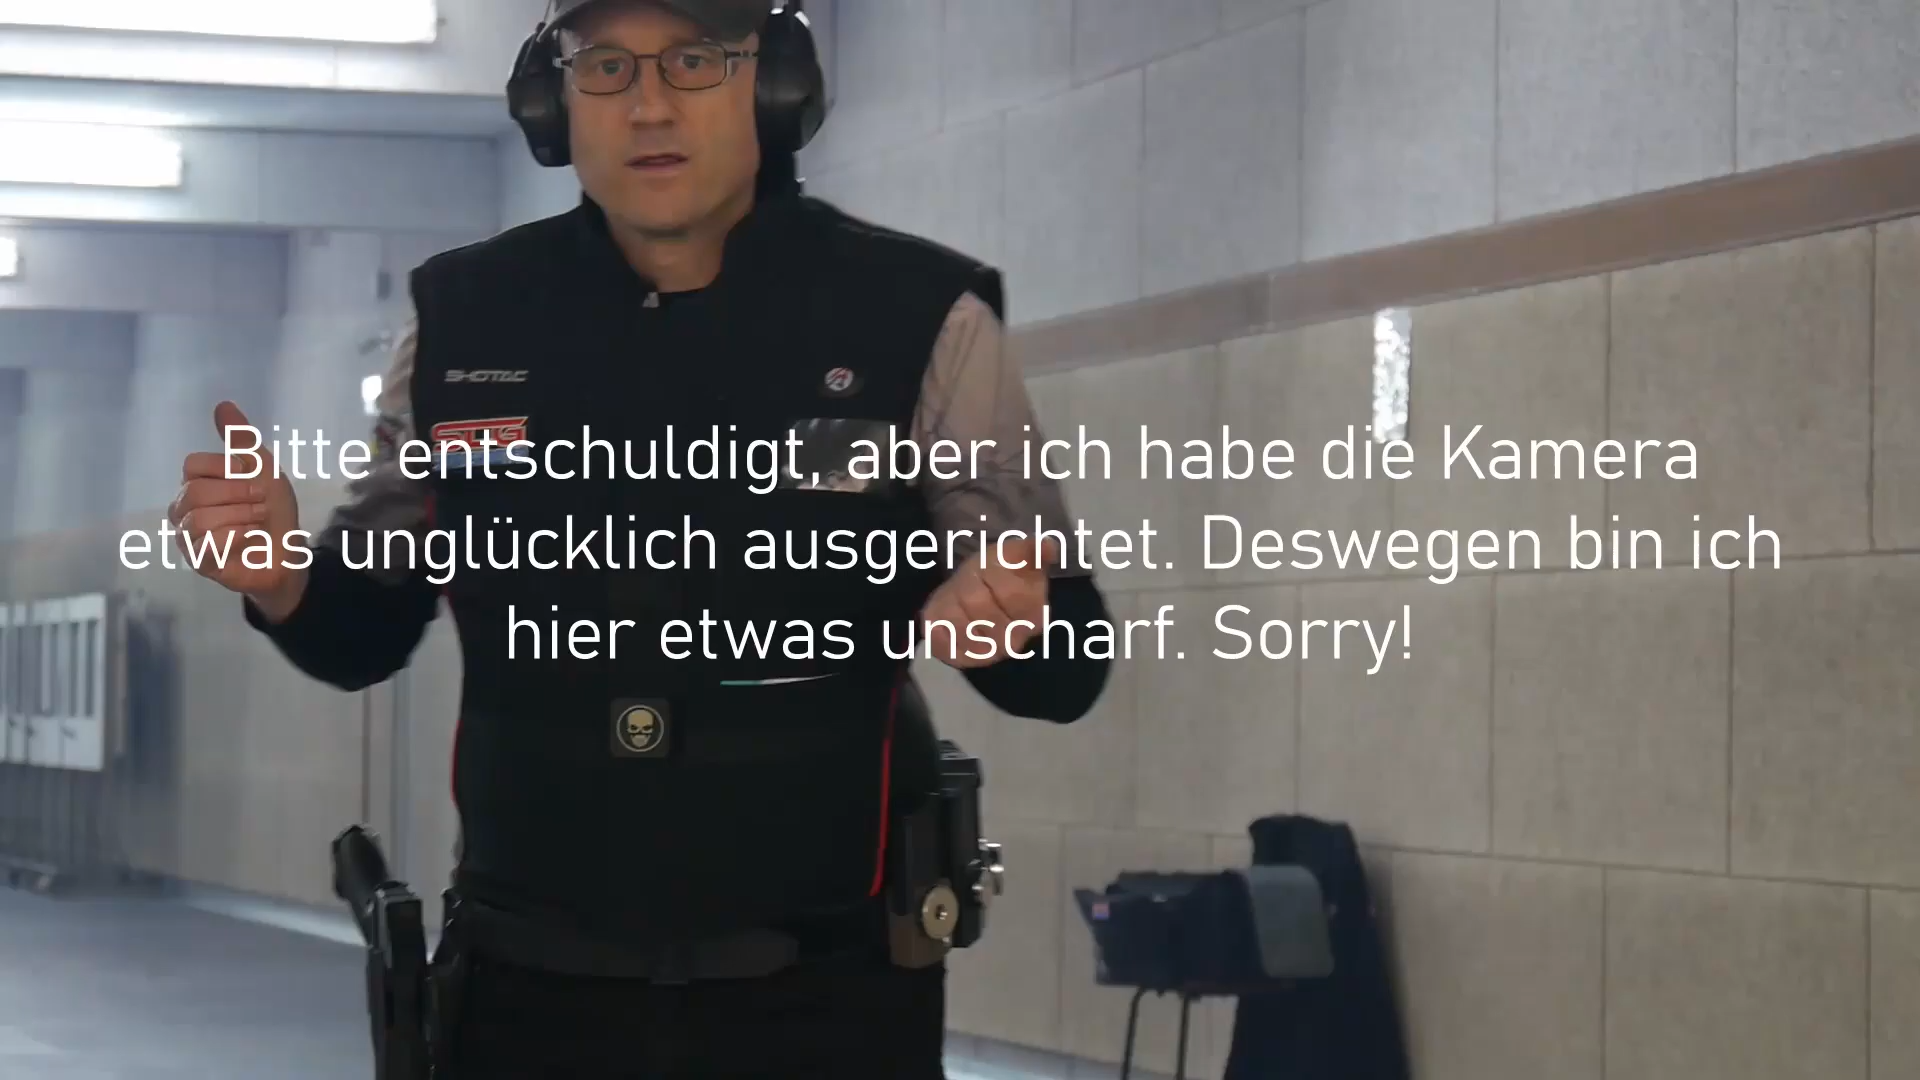 SHOTAC
Bitte entschuldigt, aber ich habe die Kamera
etwas unglücklich ausgerichtet. Deswegen bin ich
hier etwas unscharf. Sorry!